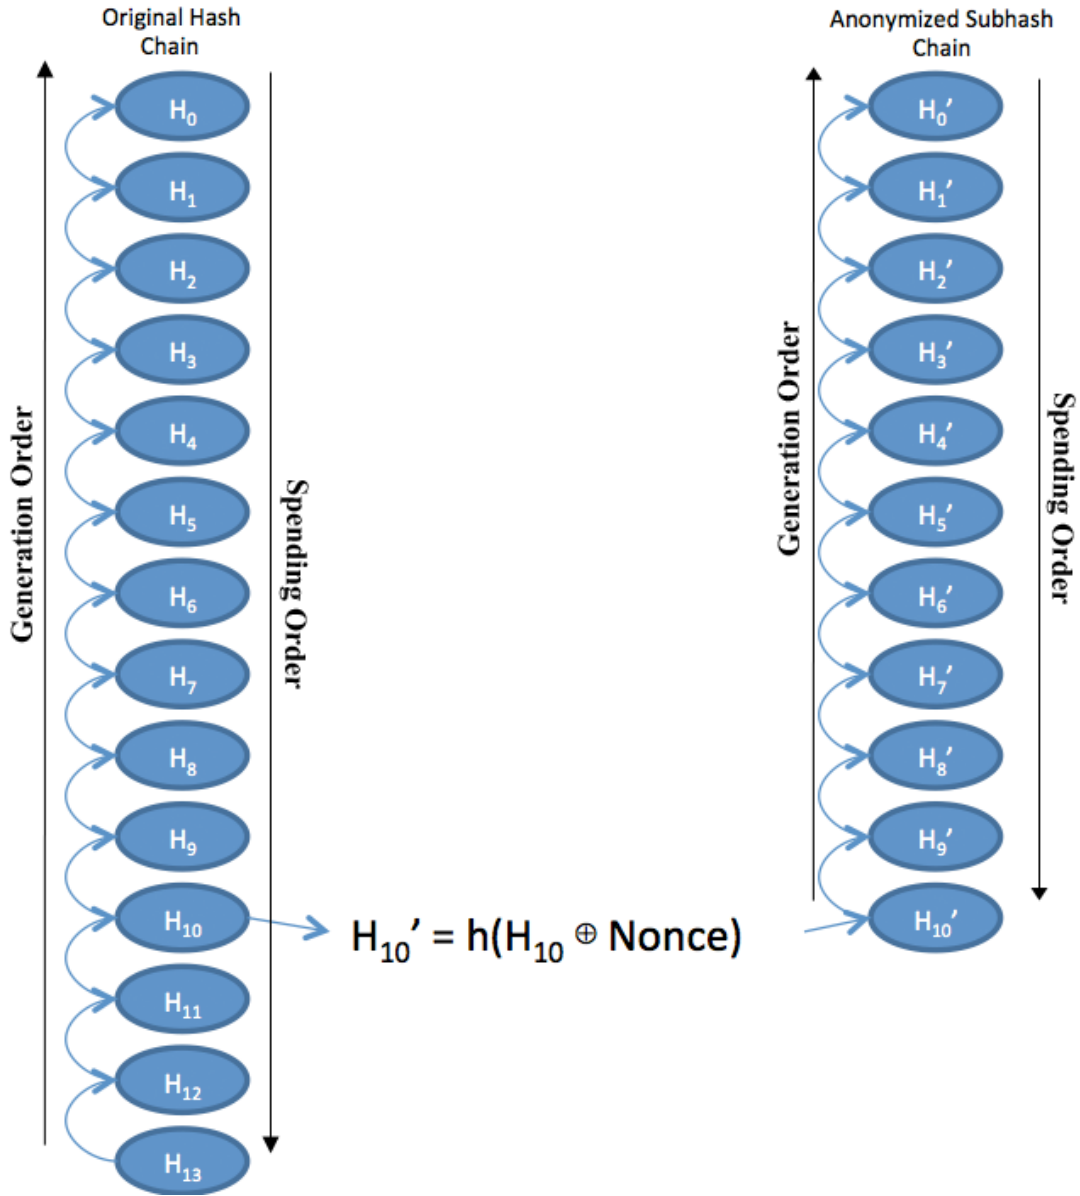 Original Hash
Chain
Generation Order
Spending Order
H₀
H₁
H₂
H₃
H₄
H₅
H₆
H₇
H₈
H₉
H₁₀
H₁₁
H₁₂
H₁₃
H₁₀’ = h(H₁₀ ⊕ Nonce)
Anonymized Subhash
Chain
Generation Order
Spending Order
H₀’
H₁’
H₂’
H₃’
H₄’
H₅’
H₆’
H₇’
H₈’
H₉’
H₁₀’